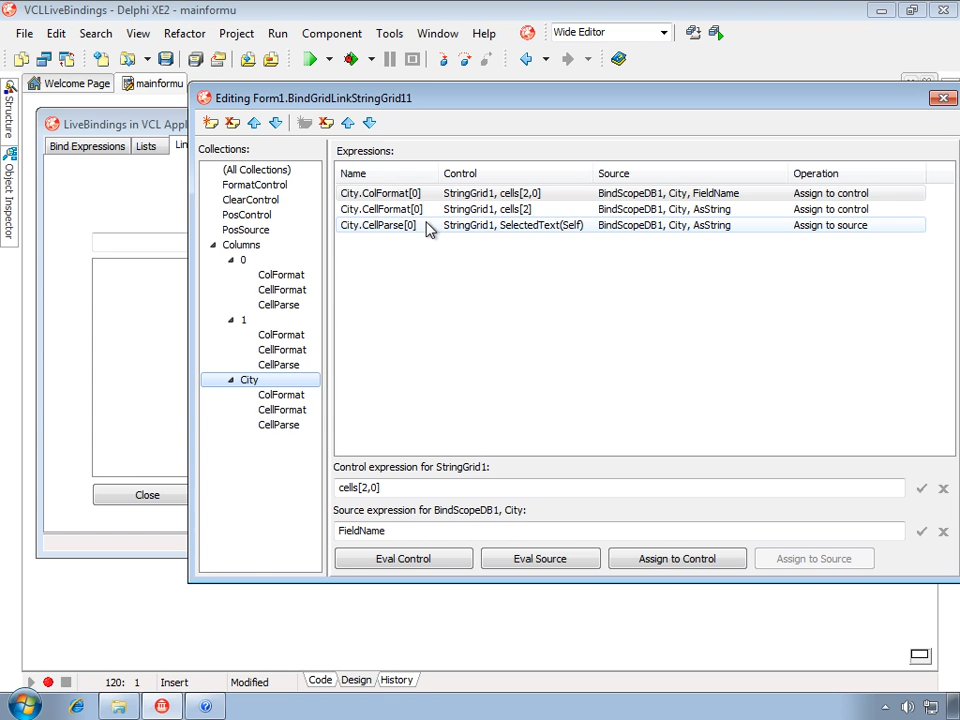 VCLLiveBindings - Delphi XE2 - mainformu
File Edit Search View Refactor Project Run Component Tools Window Help
Wide Editor
Welcome Page mainformu
Structure
Object Inspector
LiveBindings in VCL Appl
Bind Expressions Lists Lin
Close
Editing Form1.BindGridLinkStringGrid11
Collections:
(All Collections)
FormatControl
ClearControl
PosControl
PosSource
Columns
0
ColFormat
CellFormat
CellParse
1
ColFormat
CellFormat
CellParse
City
ColFormat
CellFormat
CellParse
Expressions:
Name Control Source Operation
City.ColFormat[0] StringGrid1, cells[2,0] BindScopeDB1, City, FieldName Assign to control
City.CellFormat[0] StringGrid1, cells[2] BindScopeDB1, City, AsString Assign to control
City.CellParse[0] StringGrid1, SelectedText(Self) BindScopeDB1, City, AsString Assign to source
Control expression for StringGrid1:
cells[2,0]
Source expression for BindScopeDB1, City:
FieldName
Eval Control Eval Source Assign to Control Assign to Source
120: 1 Insert Modified Code Design History